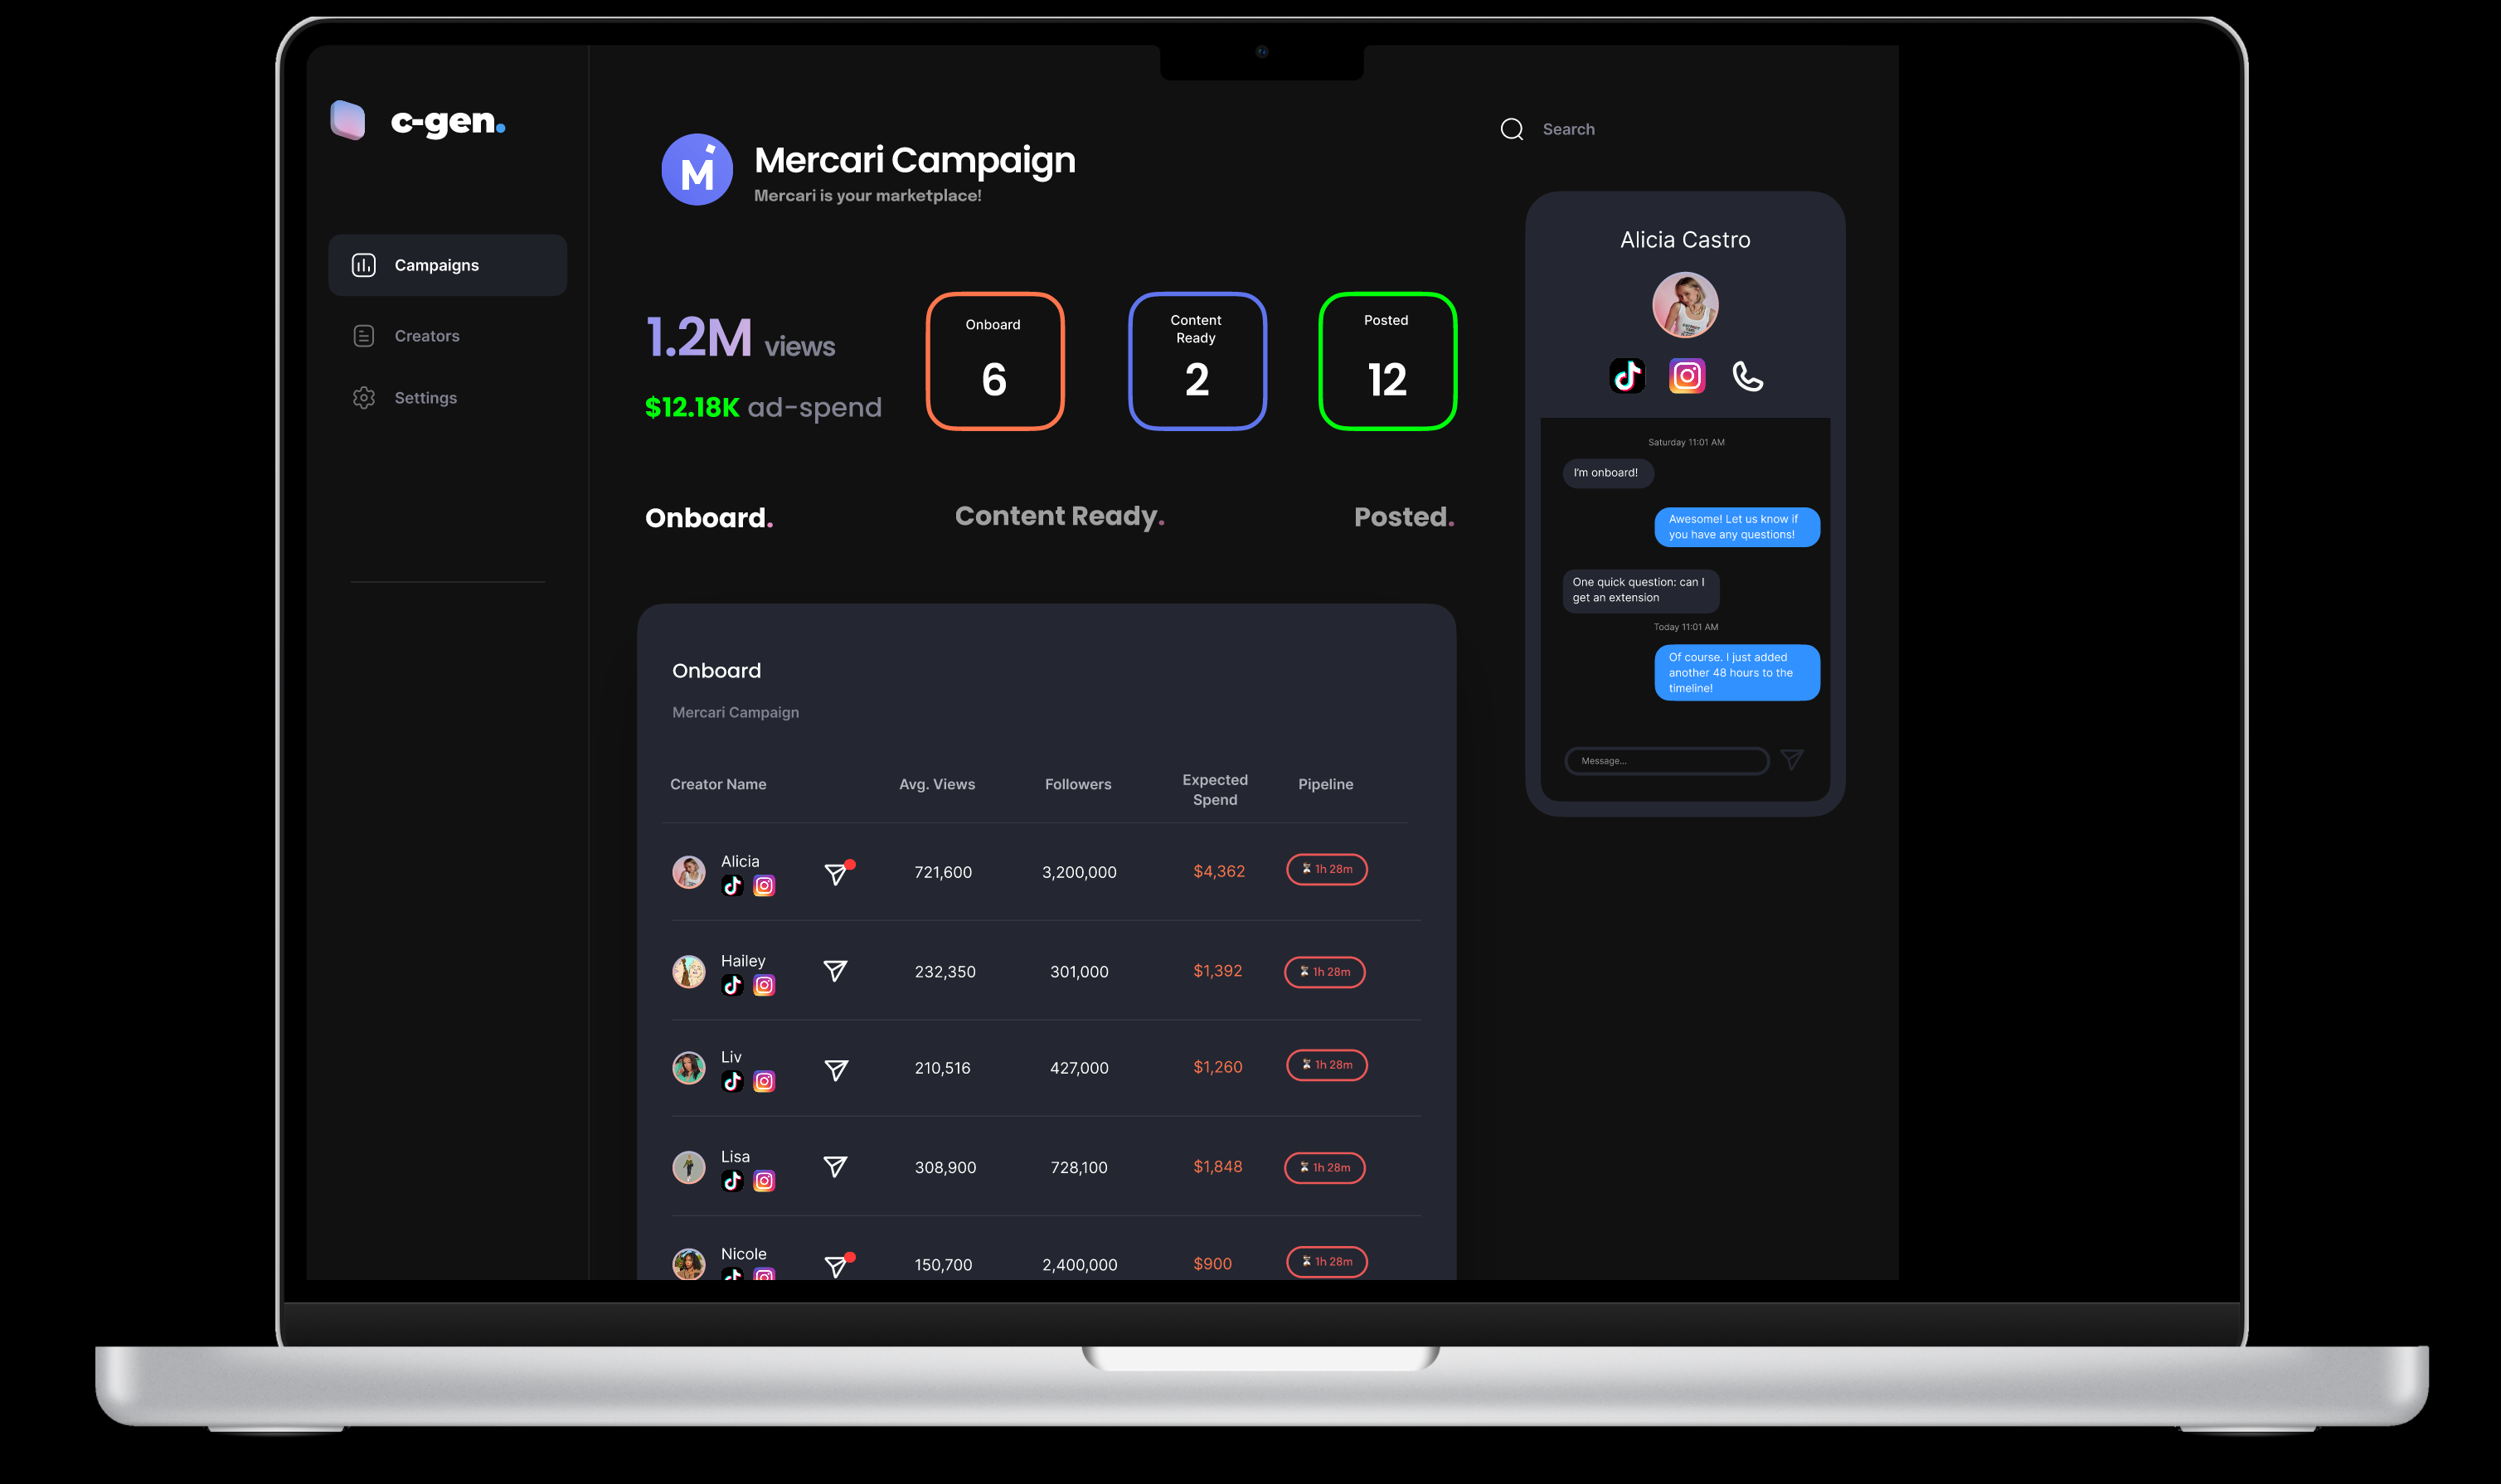 c-gen.
Campaigns
Creators
Settings
M
Mercari Campaign
Mercari is your marketplace!
Search
1.2M views
$12.18K ad-spend
Onboard
6
Content
Ready
2
Posted
12
Onboard.
Content Ready.
Posted.
Onboard
Mercari Campaign
Creator Name Avg. Views Followers Expected Spend Pipeline
Alicia 721,600 3,200,000 $4,362 1h 28m
Hailey 232,350 301,000 $1,392 1h 28m
Liv 210,516 427,000 $1,260 1h 28m
Lisa 308,900 728,100 $1,848 1h 28m
Nicole 150,700 2,400,000 $900 1h 28m
Alicia Castro
Saturday 11:01 AM
I'm onboard!
Awesome! Let us know if
you have any questions!
One quick question: can I
get an extension
Today 11:01 AM
Of course. I just added
another 48 hours to the
timeline!
Message...